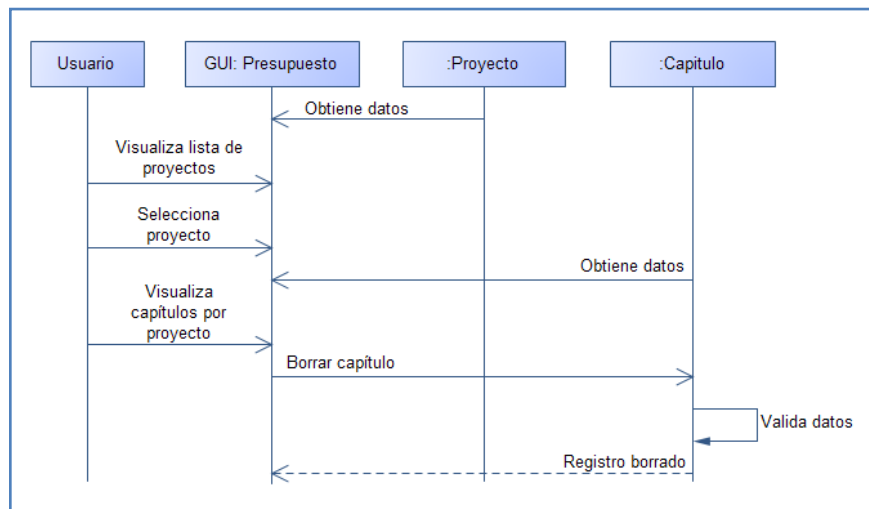 Usuario
GUI: Presupuesto
:Proyecto
:Capitulo
Obtiene datos
Visualiza lista de
proyectos
Selecciona
proyecto
Obtiene datos
Visualiza
capítulos por
proyecto
Borrar capítulo
Valida datos
Registro borrado